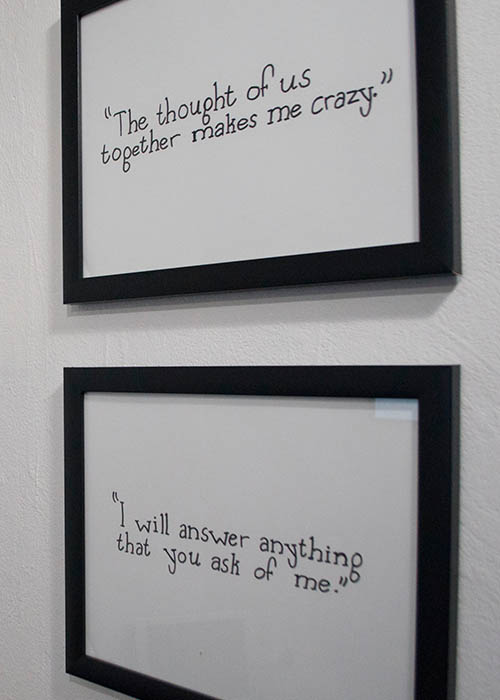 “The thought of us
together makes me crazy.”
“I will answer anything
that you ask of me.”